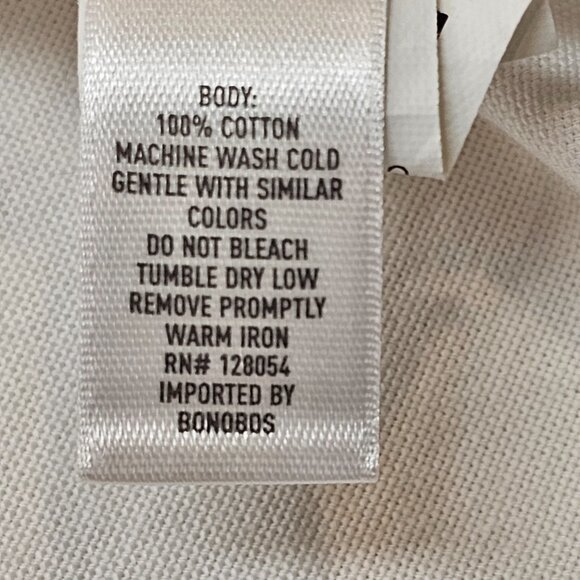 BODY:
100% COTTON
MACHINE WASH COLD
GENTLE WITH SIMILAR
COLORS
DO NOT BLEACH
TUMBLE DRY LOW
REMOVE PROMPTLY
WARM IRON
RN# 128054
IMPORTED BY
BONOBOS